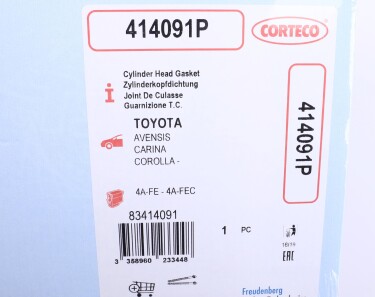 414091P
CORTECO
i
Cylinder Head Gasket
Zylinderkopfdichtung
Joint De Culasse
Guarnizione T.C.
TOYOTA
AVENSIS
CARINA
COROLLA -
414091P
4A-FE - 4A-FEC
83414091
1 PC
3 358960 233448
EAC
Freudenberg